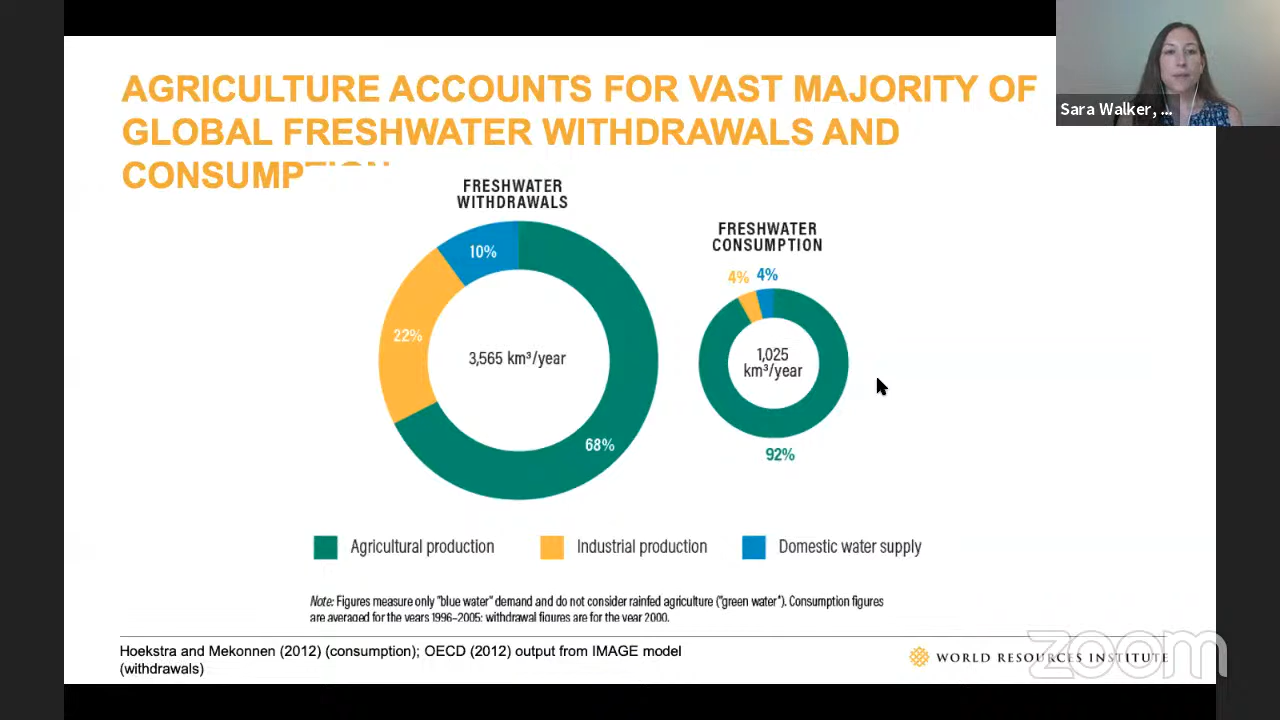 AGRICULTURE ACCOUNTS FOR VAST MAJORITY OF
GLOBAL FRESHWATER WITHDRAWALS AND
CONSUMPTION
Sara Walker, ...
FRESHWATER
WITHDRAWALS
10%
22%
3,565 km³/year
68%
FRESHWATER
CONSUMPTION
4% 4%
1,025
km³/year
92%
Agricultural production Industrial production Domestic water supply
Note: Figures measure only "blue water" demand and do not consider rainfed agriculture ("green water"). Consumption figures
are averaged for the years 1996–2005; withdrawal figures are for the year 2000.
Hoekstra and Mekonnen (2012) (consumption); OECD (2012) output from IMAGE model
(withdrawals)
WORLD RESOURCES INSTITUTE
zoom